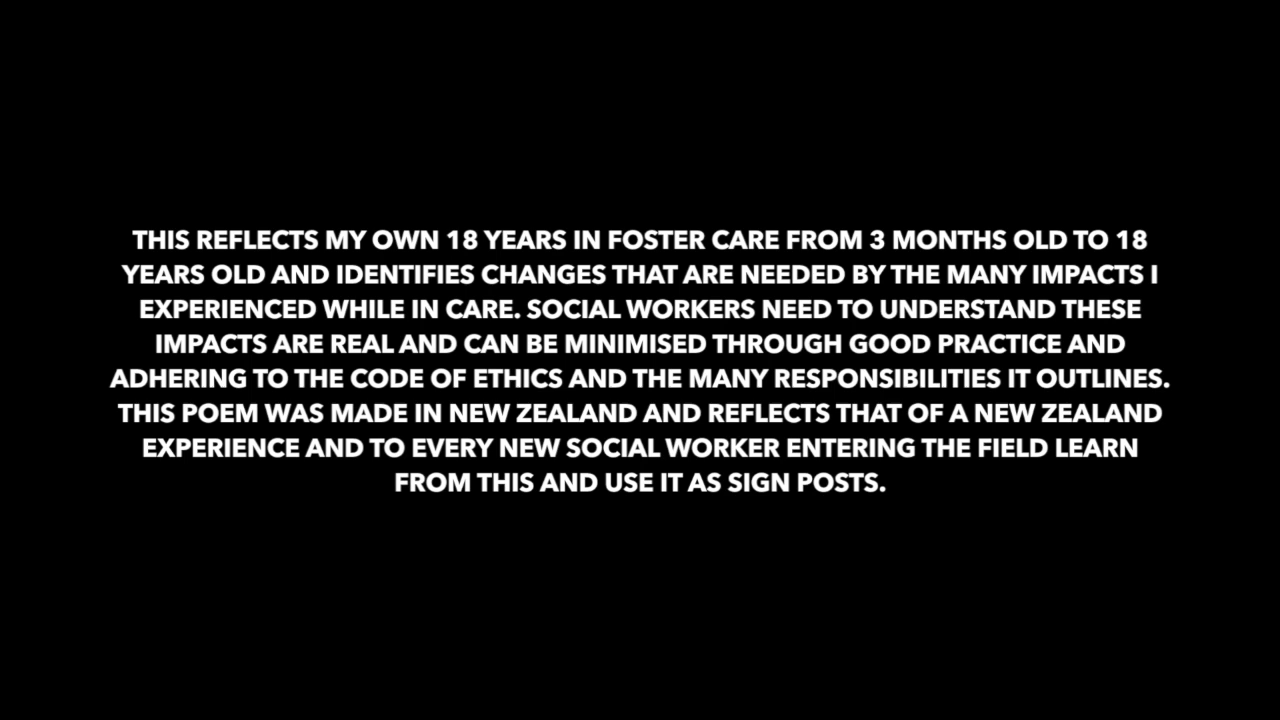 THIS REFLECTS MY OWN 18 YEARS IN FOSTER CARE FROM 3 MONTHS OLD TO 18
YEARS OLD AND IDENTIFIES CHANGES THAT ARE NEEDED BY THE MANY IMPACTS I
EXPERIENCED WHILE IN CARE. SOCIAL WORKERS NEED TO UNDERSTAND THESE
IMPACTS ARE REAL AND CAN BE MINIMISED THROUGH GOOD PRACTICE AND
ADHERING TO THE CODE OF ETHICS AND THE MANY RESPONSIBILITIES IT OUTLINES.
THIS POEM WAS MADE IN NEW ZEALAND AND REFLECTS THAT OF A NEW ZEALAND
EXPERIENCE AND TO EVERY NEW SOCIAL WORKER ENTERING THE FIELD LEARN
FROM THIS AND USE IT AS SIGN POSTS.